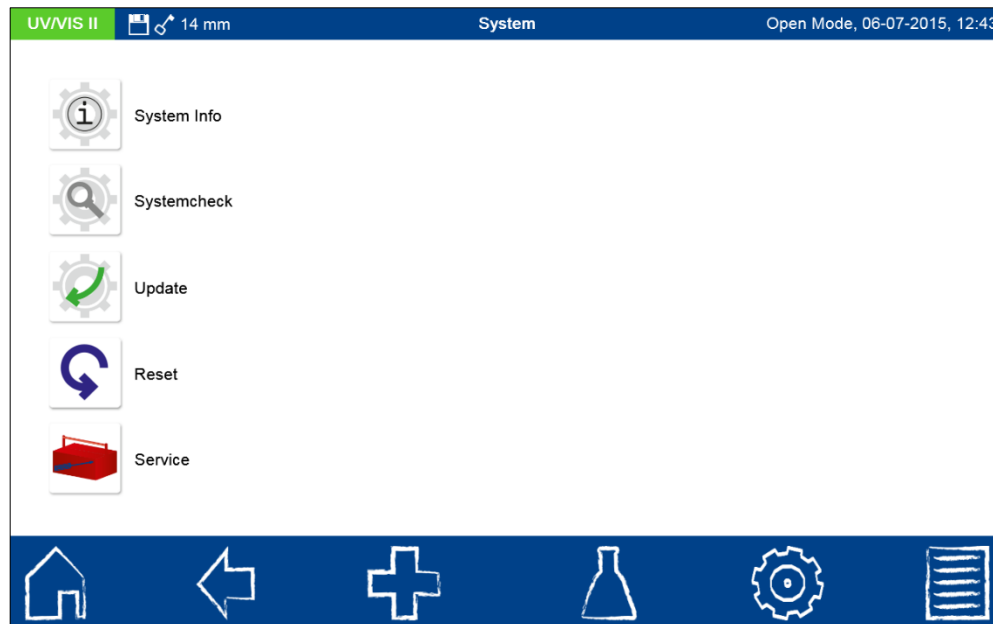 UV/VIS II 14 mm System Open Mode, 06-07-2015, 12:43
System Info
Systemcheck
Update
Reset
Service